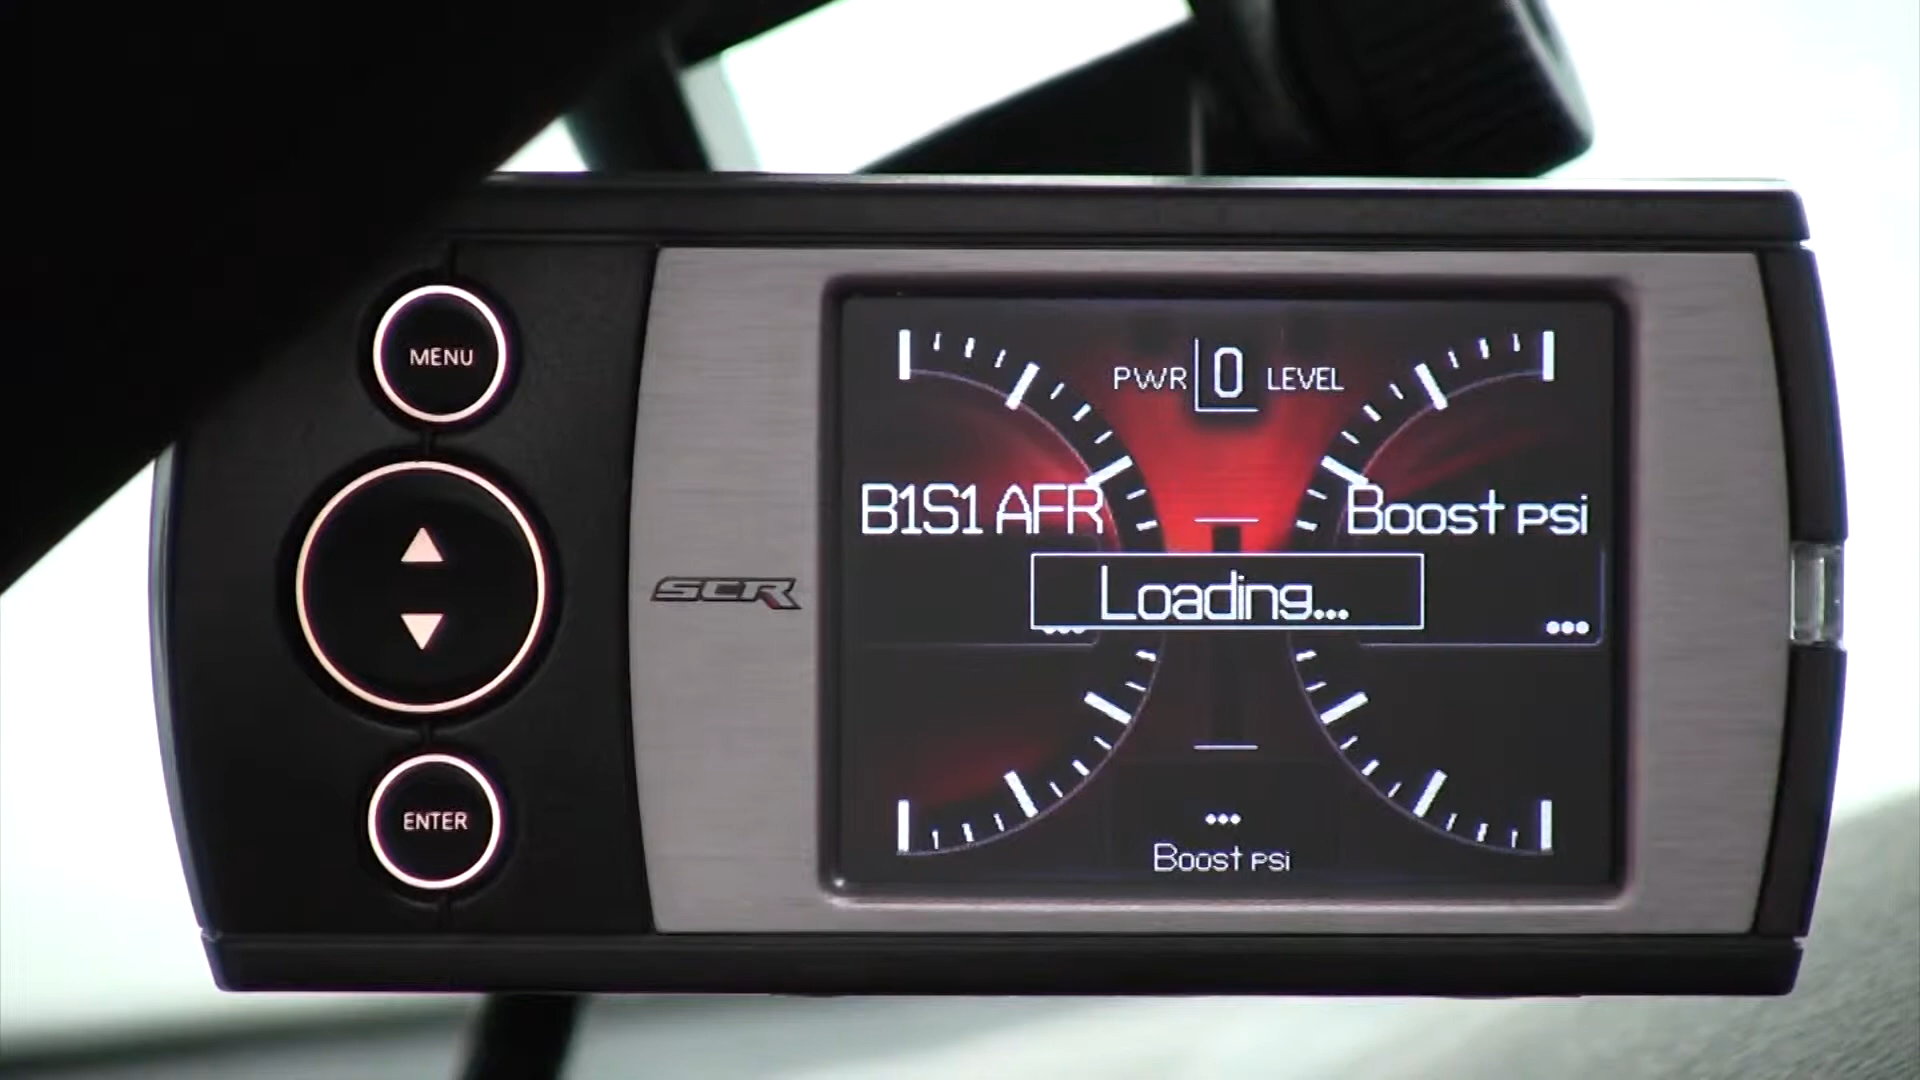 MENU
ENTER
SCR
PWR 0 LEVEL
B1S1 AFR
Boost psi
Loading...
...
...
Boost psi